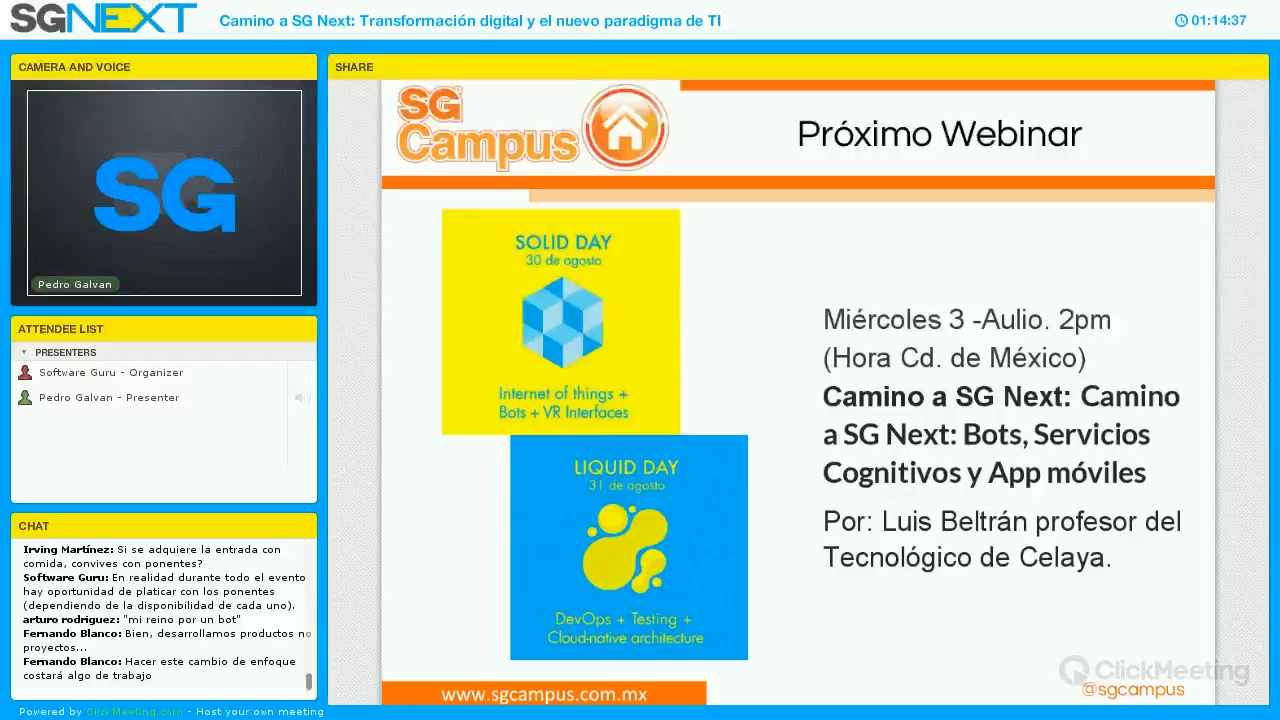 SGNEXT
Camino a SG Next: Transformación digital y el nuevo paradigma de TI
01:14:37
CAMERA AND VOICE
SG
Pedro Galvan
ATTENDEE LIST
PRESENTERS
Software Guru - Organizer
Pedro Galvan - Presenter
CHAT
Irving Martínez: Si se adquiere la entrada con
comida, convives con ponentes?
Software Guru: En realidad durante todo el evento
hay oportunidad de platicar con los ponentes
(dependiendo de la disponibilidad de cada uno).
arturo rodriguez: "mi reino por un bot"
Fernando Blanco: Bien, desarrollamos productos no
proyectos...
Fernando Blanco: Hacer este cambio de enfoque
costará algo de trabajo
Powered by ClickMeeting.com - Host your own meeting
SHARE
SG
Campus
Próximo Webinar
SOLID DAY
30 de agosto
Internet of things +
Bots + VR Interfaces
LIQUID DAY
31 de agosto
DevOps + Testing +
Cloud-native architecture
Miércoles 3 -Aulio. 2pm
(Hora Cd. de México)
Camino a SG Next: Camino
a SG Next: Bots, Servicios
Cognitivos y App móviles
Por: Luis Beltrán profesor del
Tecnológico de Celaya.
ClickMeeting
www.sgcampus.com.mx
@sgcampus